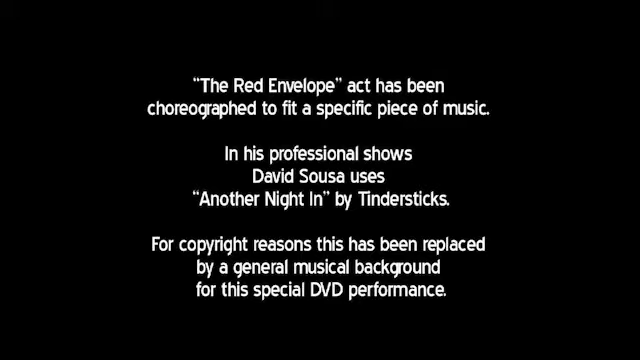 “The Red Envelope” act has been
choreographed to fit a specific piece of music.
In his professional shows
David Sousa uses
“Another Night In” by Tindersticks.
For copyright reasons this has been replaced
by a general musical background
for this special DVD performance.